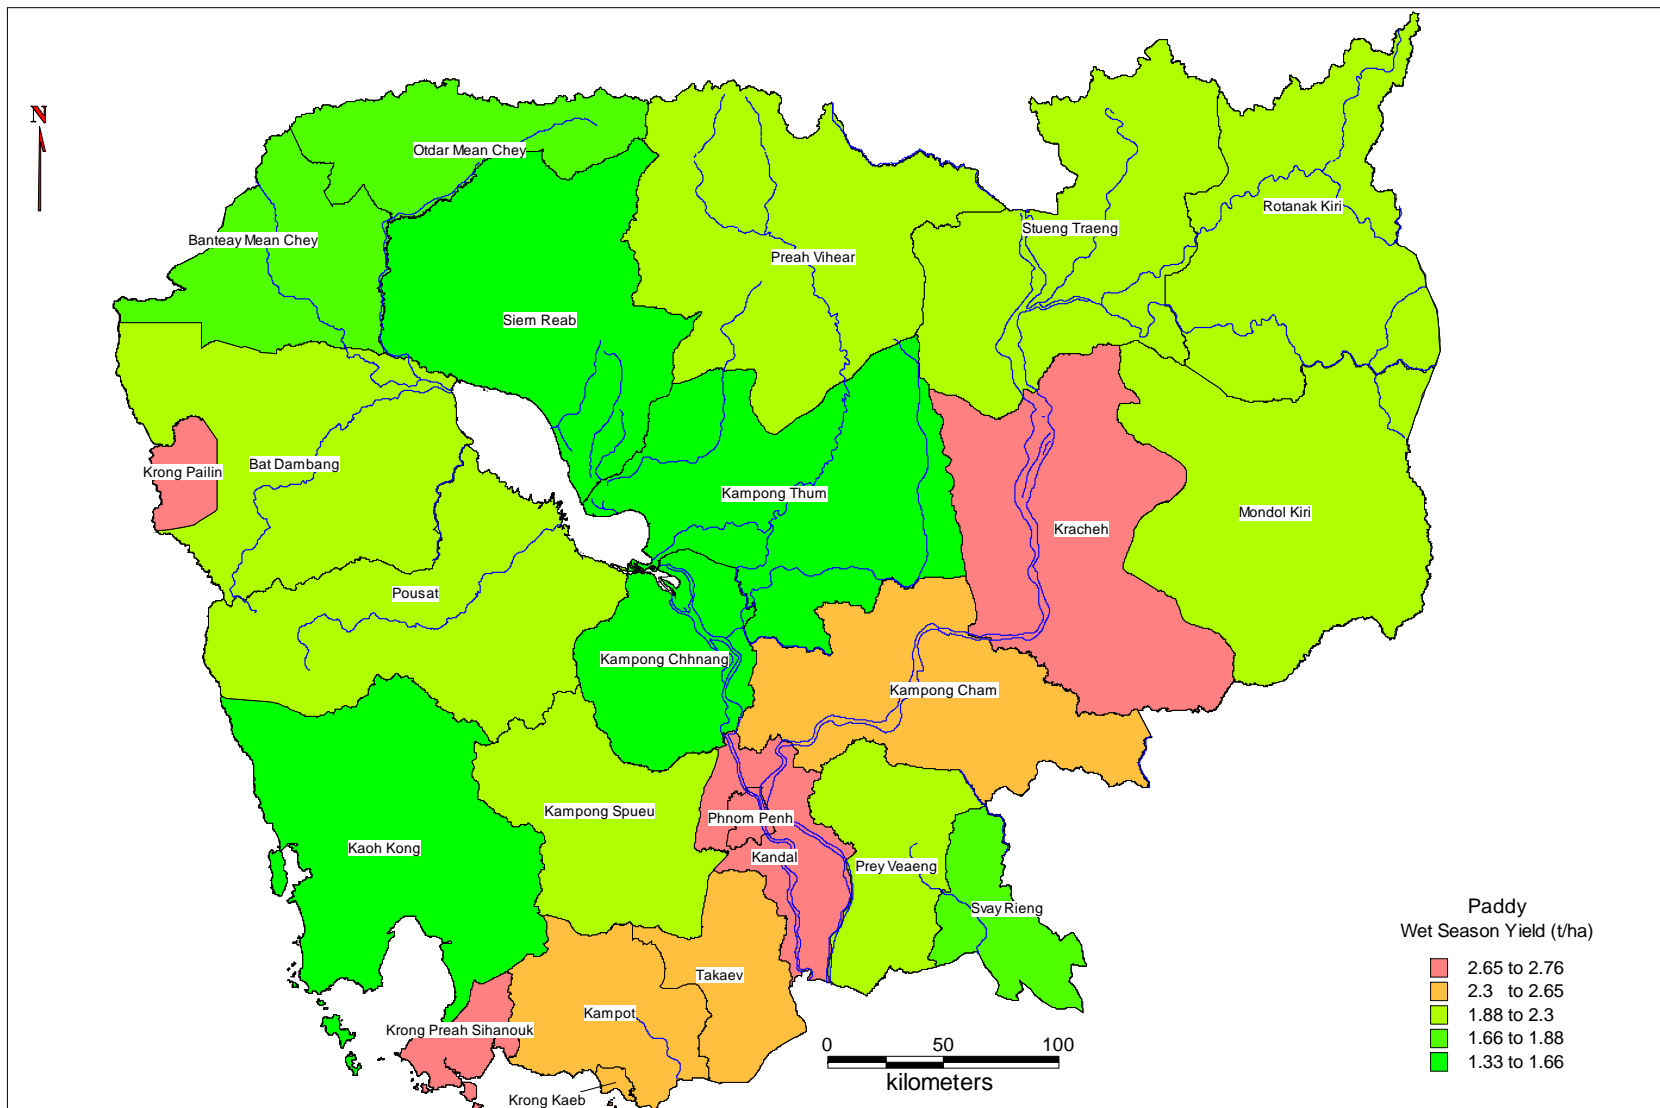 N
Otdar Mean Chey
Rotanak Kiri
Stueng Traeng
Banteay Mean Chey
Preah Vihear
Siem Reab
Bat Dambang
Krong Pailin
Kampong Thum
Mondol Kiri
Kracheh
Pousat
Kampong Chhnang
Kampong Cham
Kampong Spueu
Phnom Penh
Kaoh Kong
Kandal
Prey Veaeng
Svay Rieng
Takaev
Kampot
Krong Preah Sihanouk
Krong Kaeb
0 50 100
kilometers
Paddy
Wet Season Yield (t/ha)
2.65 to 2.76
2.3 to 2.65
1.88 to 2.3
1.66 to 1.88
1.33 to 1.66